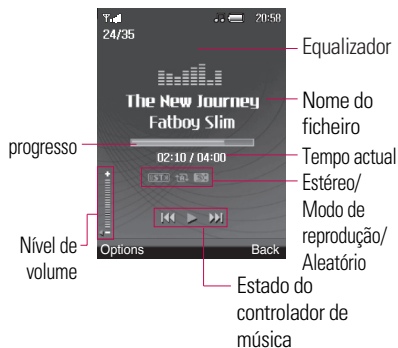 20:58
24/35
Equalizador
The New Journey
Fatboy Slim
Nome do
ficheiro
progresso
02:10 / 04:00
Tempo actual
Estéreo/
Modo de
reprodução/
Aleatório
Nível de
volume
Options
Back
Estado do
controlador de
música